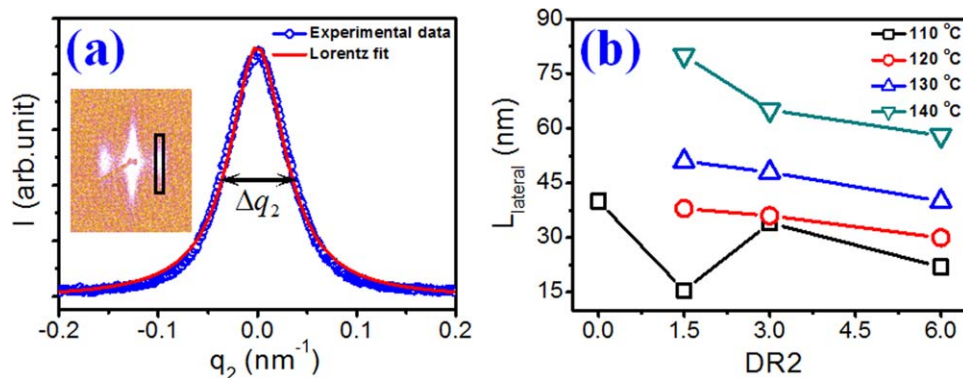 (a)
Experimental data
Lorentz fit
Δq₂
I (arb.unit)
-0.2 -0.1 0.0 0.1 0.2
q₂ (nm⁻¹)
(b)
110 °C
120 °C
130 °C
140 °C
L_lateral (nm)
90
75
60
45
30
15
0.0 1.5 3.0 4.5 6.0
DR2